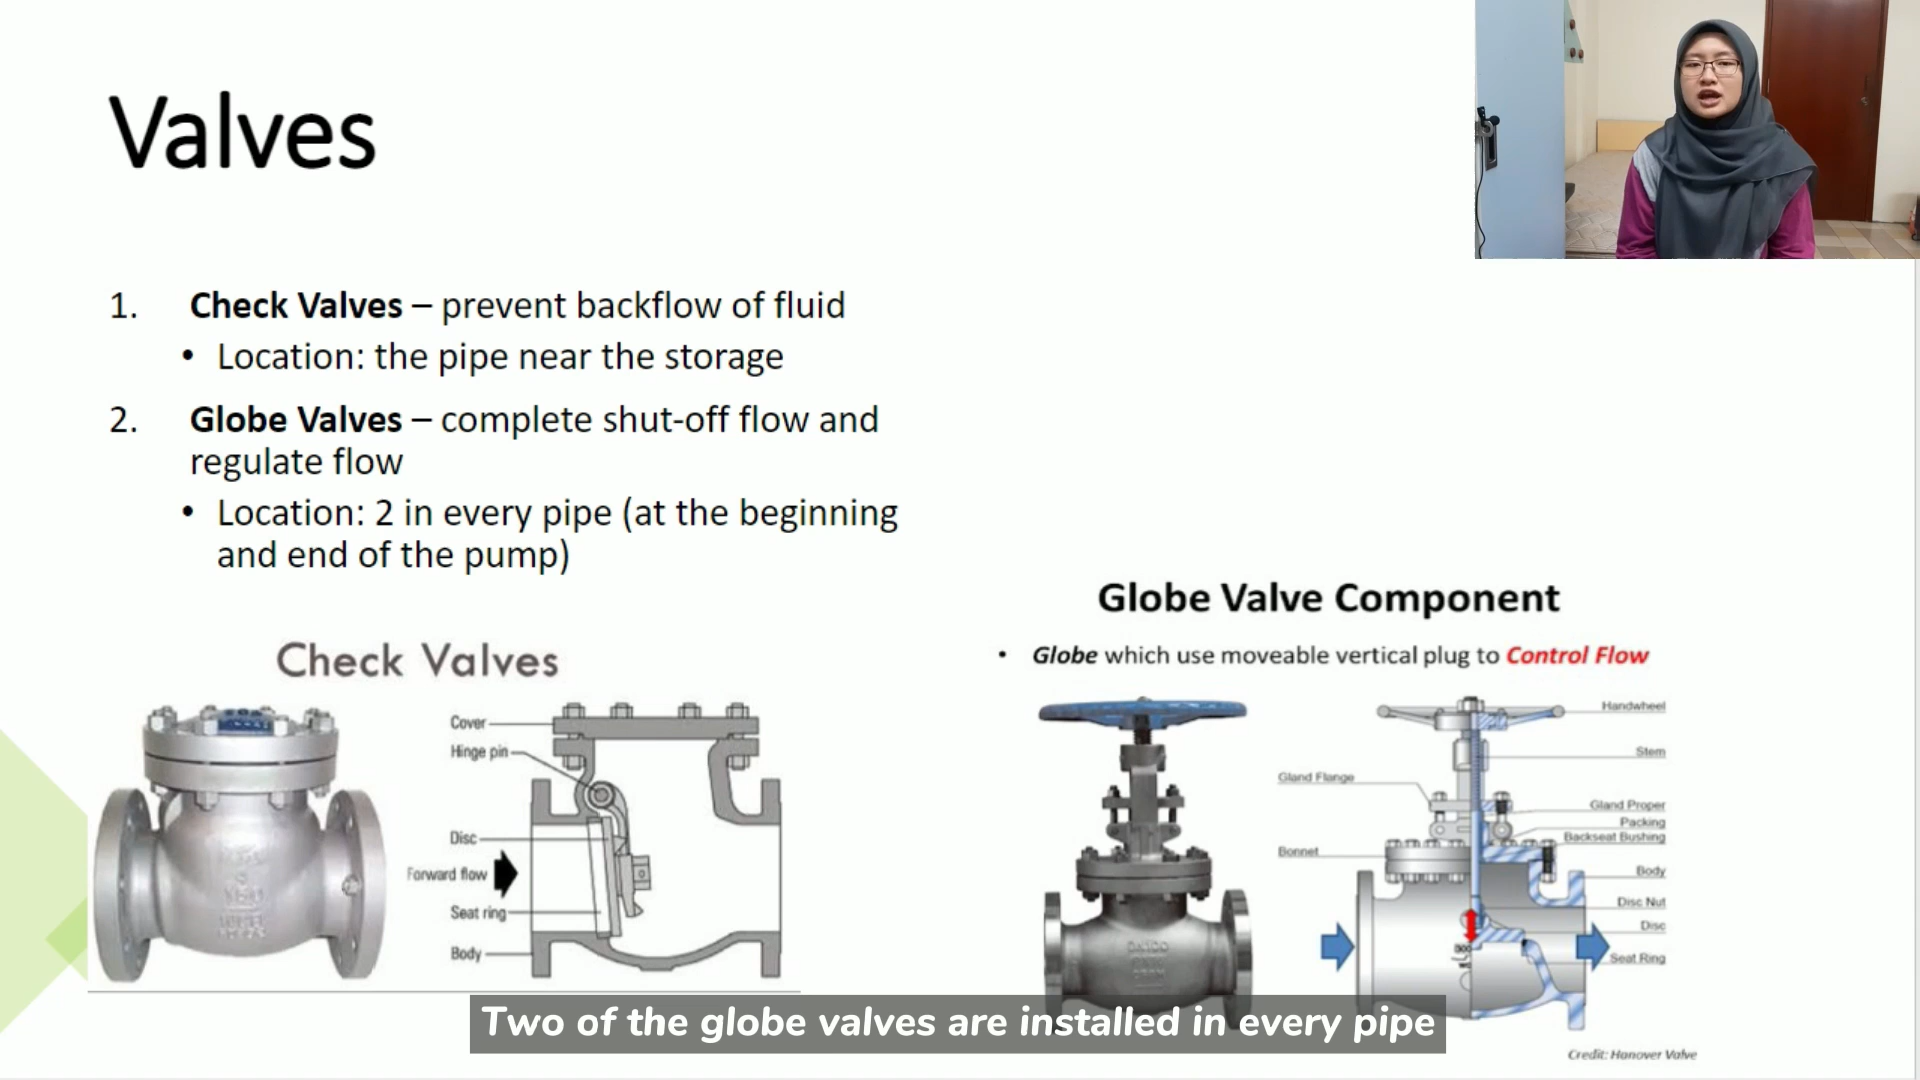 Valves
1. Check Valves – prevent backflow of fluid
• Location: the pipe near the storage
2. Globe Valves – complete shut-off flow and
regulate flow
• Location: 2 in every pipe (at the beginning
and end of the pump)
Check Valves
Cover
Hinge pin
Disc
Forward flow
Seat ring
Body
Globe Valve Component
• Globe which use moveable vertical plug to Control Flow
Handwheel
Stem
Gland Flange
Gland Proper
Packing
Backseat Bushing
Bonnet
Body
Disc Nut
Disc
Seat Ring
Two of the globe valves are installed in every pipe
Credit: Hanover Valve